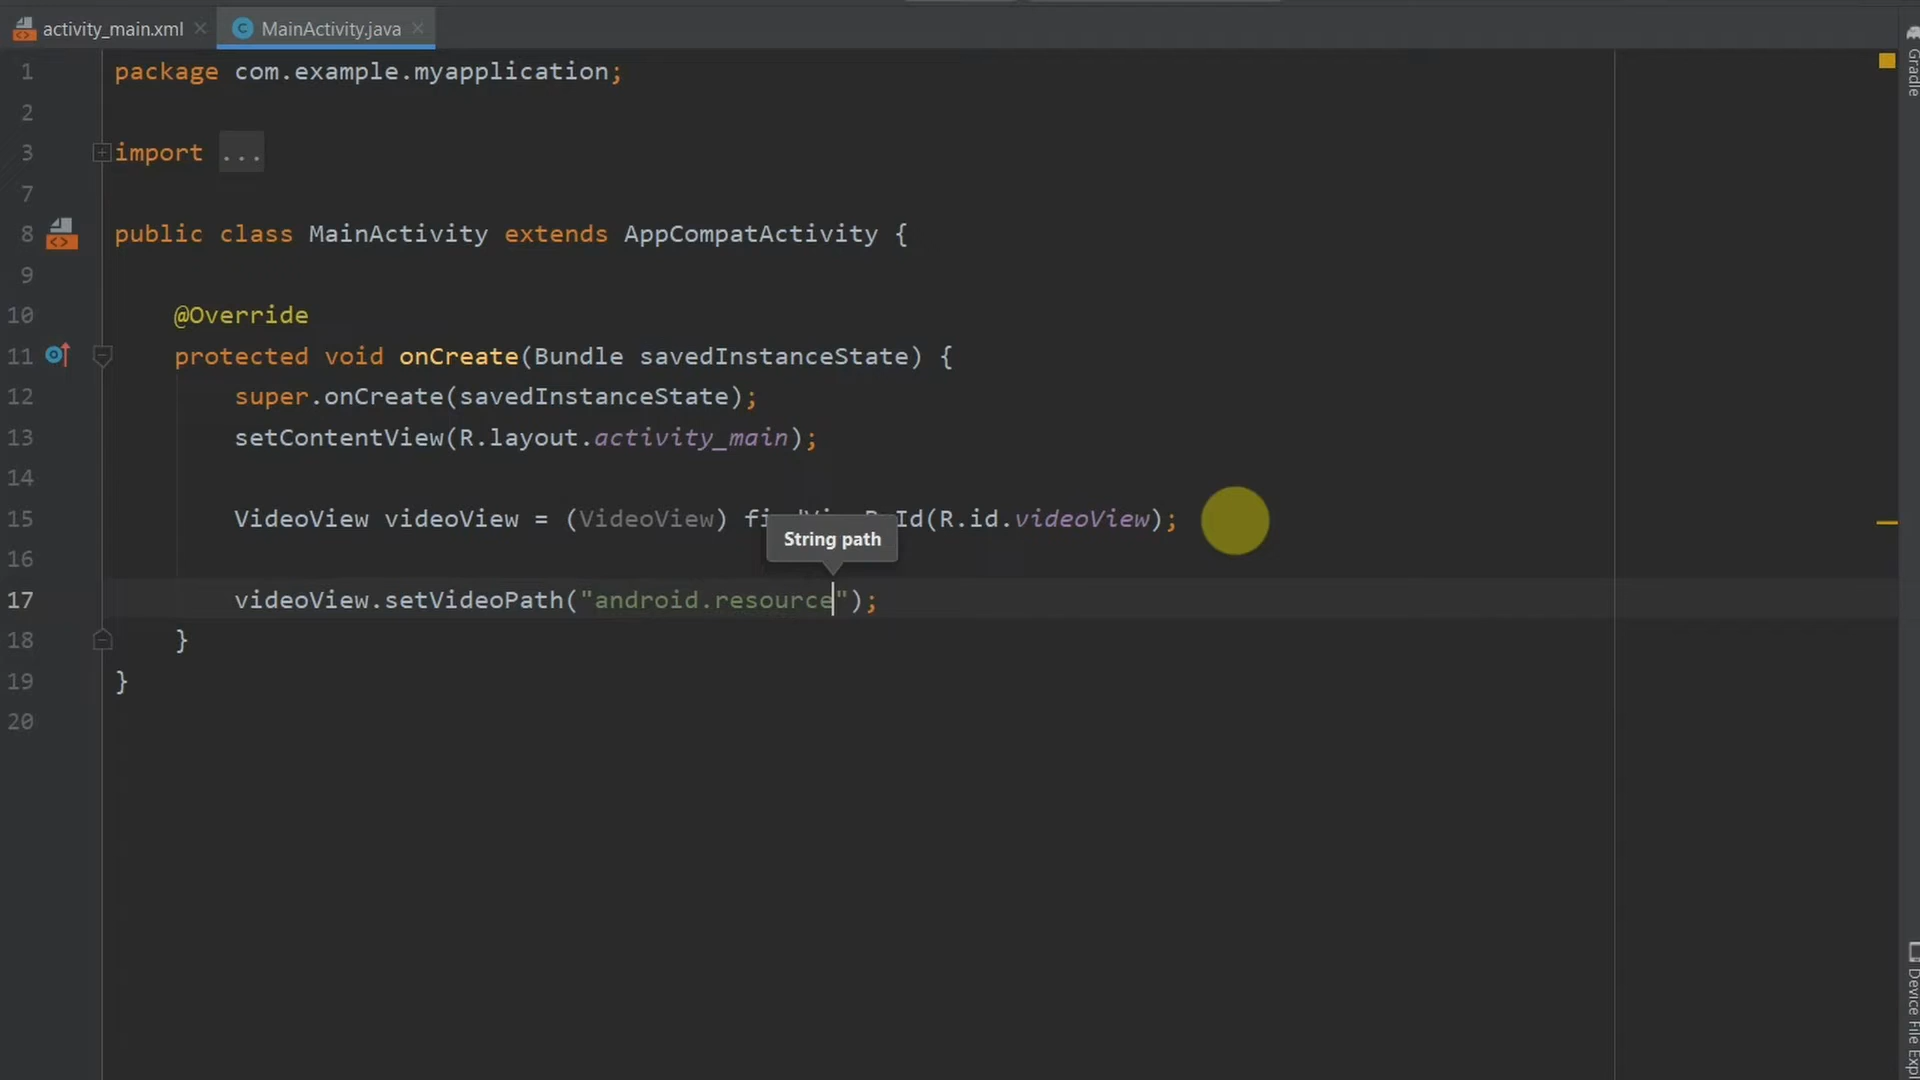 activity_main.xml
MainActivity.java
1 package com.example.myapplication;
2
3 import ...
7
8 public class MainActivity extends AppCompatActivity {
9
10 @Override
11 protected void onCreate(Bundle savedInstanceState) {
12 super.onCreate(savedInstanceState);
13 setContentView(R.layout.activity_main);
14
15 VideoView videoView = (VideoView) Id(R.id.videoView);
String path
16
17 videoView.setVideoPath("android.resource");
18 }
19 }
20
Gradle
Device File